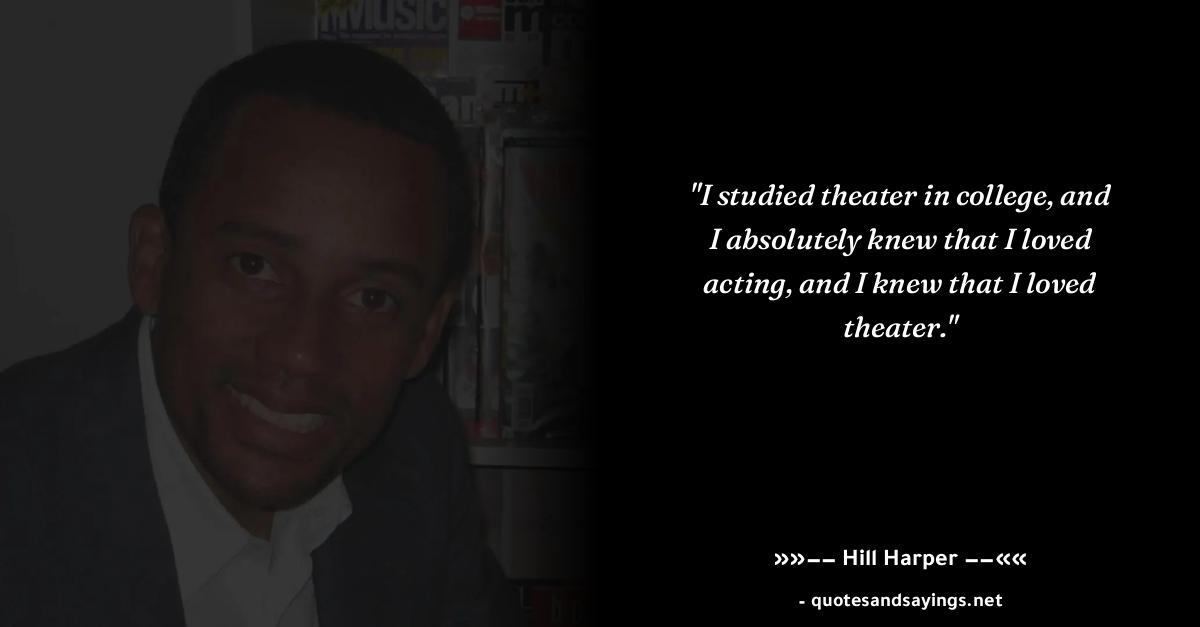 MUSIC
"I studied theater in college, and
I absolutely knew that I loved
acting, and I knew that I loved
theater."
»»–– Hill Harper ––««
- quotesandsayings.net